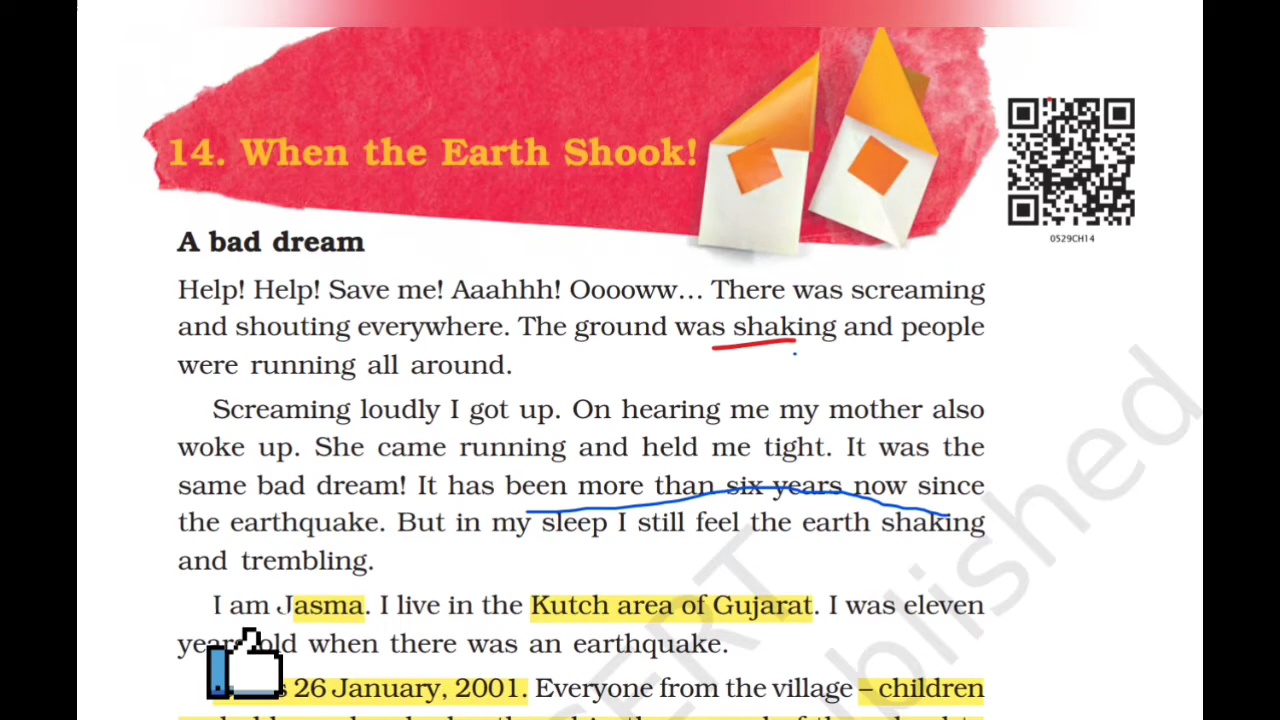 14. When the Earth Shook!
0529CH14
A bad dream
Help! Help! Save me! Aaahhh! Ooooww... There was screaming
and shouting everywhere. The ground was shaking and people
were running all around.
Screaming loudly I got up. On hearing me my mother also
woke up. She came running and held me tight. It was the
same bad dream! It has been more than six years now since
the earthquake. But in my sleep I still feel the earth shaking
and trembling.
I am Jasma. I live in the Kutch area of Gujarat. I was eleven
years old when there was an earthquake.
26 January, 2001. Everyone from the village – children